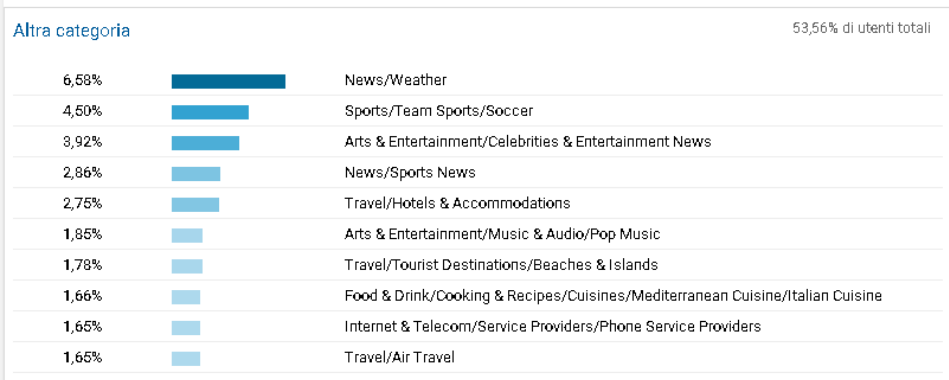 Altra categoria 53,56% di utenti totali
6,58% News/Weather
4,50% Sports/Team Sports/Soccer
3,92% Arts & Entertainment/Celebrities & Entertainment News
2,86% News/Sports News
2,75% Travel/Hotels & Accommodations
1,85% Arts & Entertainment/Music & Audio/Pop Music
1,78% Travel/Tourist Destinations/Beaches & Islands
1,66% Food & Drink/Cooking & Recipes/Cuisines/Mediterranean Cuisine/Italian Cuisine
1,65% Internet & Telecom/Service Providers/Phone Service Providers
1,65% Travel/Air Travel